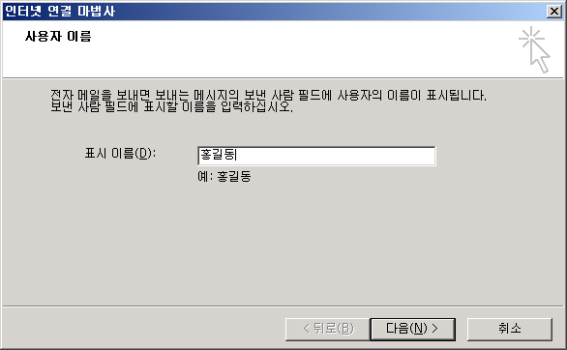 인터넷 연결 마법사
사용자 이름
전자 메일을 보내면 보내는 메시지의 보낸 사람 필드에 사용자의 이름이 표시됩니다.
보낸 사람 필드에 표시할 이름을 입력하십시오.
표시 이름(D): 홍길동
예: 홍길동
< 뒤로(B) 다음(N) > 취소